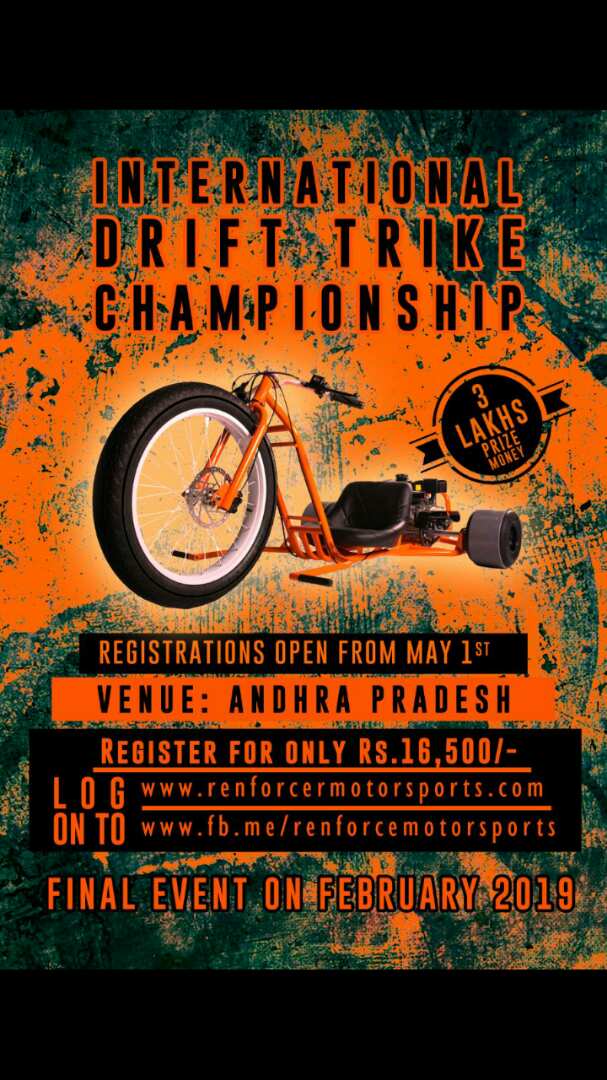 INTERNATIONAL
DRIFT TRIKE
CHAMPIONSHIP
3
LAKHS
PRIZE
MONEY
REGISTRATIONS OPEN FROM MAY 1ST
VENUE: ANDHRA PRADESH
REGISTER FOR ONLY RS.16,500/-
LOG
ON TO
www.renforcermotorsports.com
www.fb.me/renforcemotorsports
FINAL EVENT ON FEBRUARY 2019